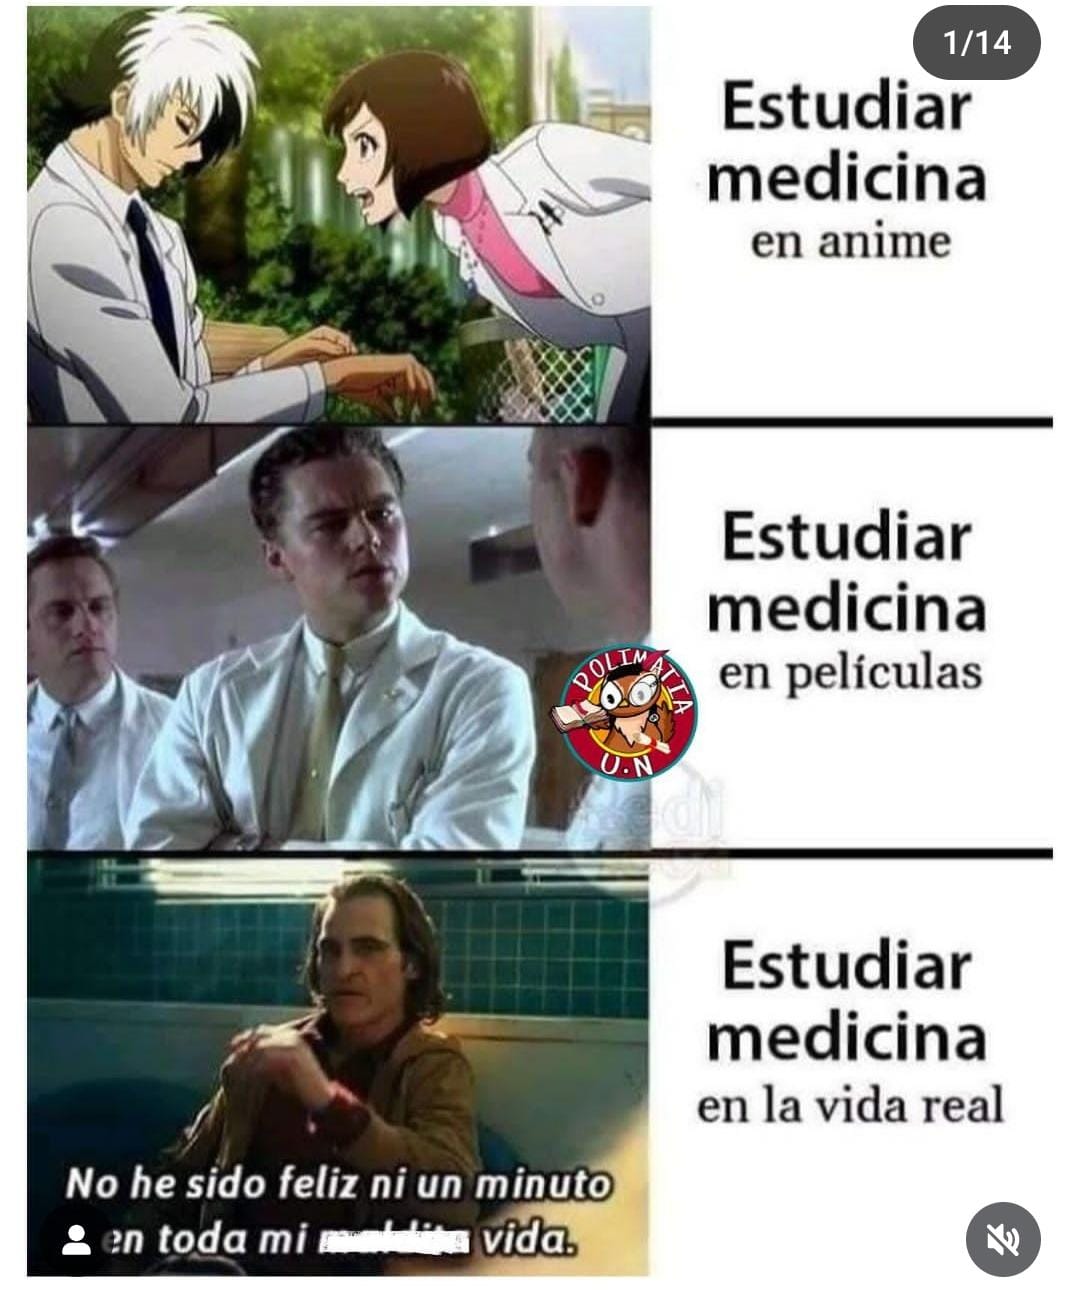 1/14
Estudiar
medicina
en anime
Estudiar
medicina
en películas
POLIMATIA
U.N
edi
Estudiar
medicina
en la vida real
No he sido feliz ni un minuto
en toda mi vida.